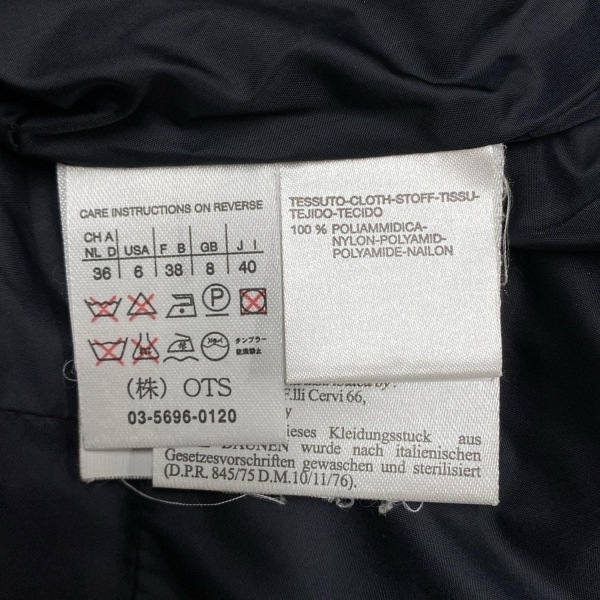 CARE INSTRUCTIONS ON REVERSE
CH A USA F B GB J I
NL D
36 6 38 8 40
P
タンブラー
乾燥禁止
(株) OTS
03-5696-0120
TESSUTO-CLOTH-STOFF-TISSU-
TEJIDO-TECIDO
100 % POLIAMMIDICA-
NYLON-POLYAMID-
POLYAMIDE-NAILON
by:
F.lli Cervi 66,
dieses Kleidungsstuck aus
DAUNEN wurde nach italienischen
Gesetzesvorschriften gewaschen und sterilisiert
(D.P.R. 845/75 D.M.10/11/76).